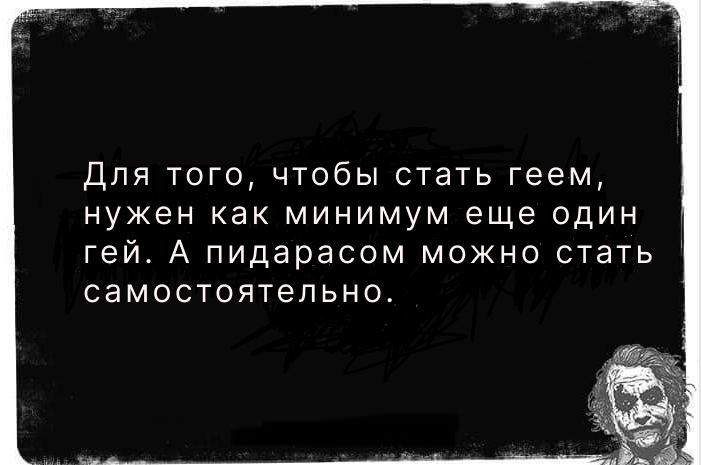 Для того, чтобы стать геем,
нужен как минимум еще один
гей. А пидарасом можно стать
самостоятельно.